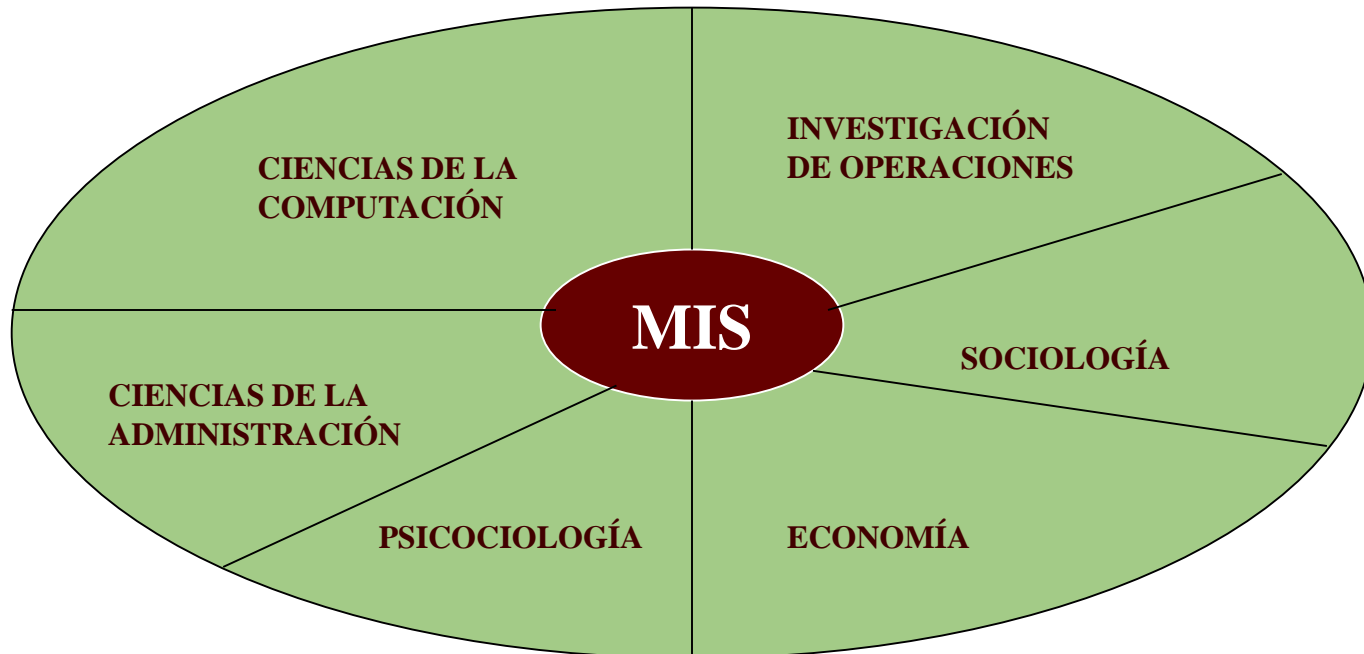 CIENCIAS DE LA
COMPUTACIÓN
INVESTIGACIÓN
DE OPERACIONES
MIS
SOCIOLOGÍA
CIENCIAS DE LA
ADMINISTRACIÓN
PSICOCIOLOGÍA
ECONOMÍA